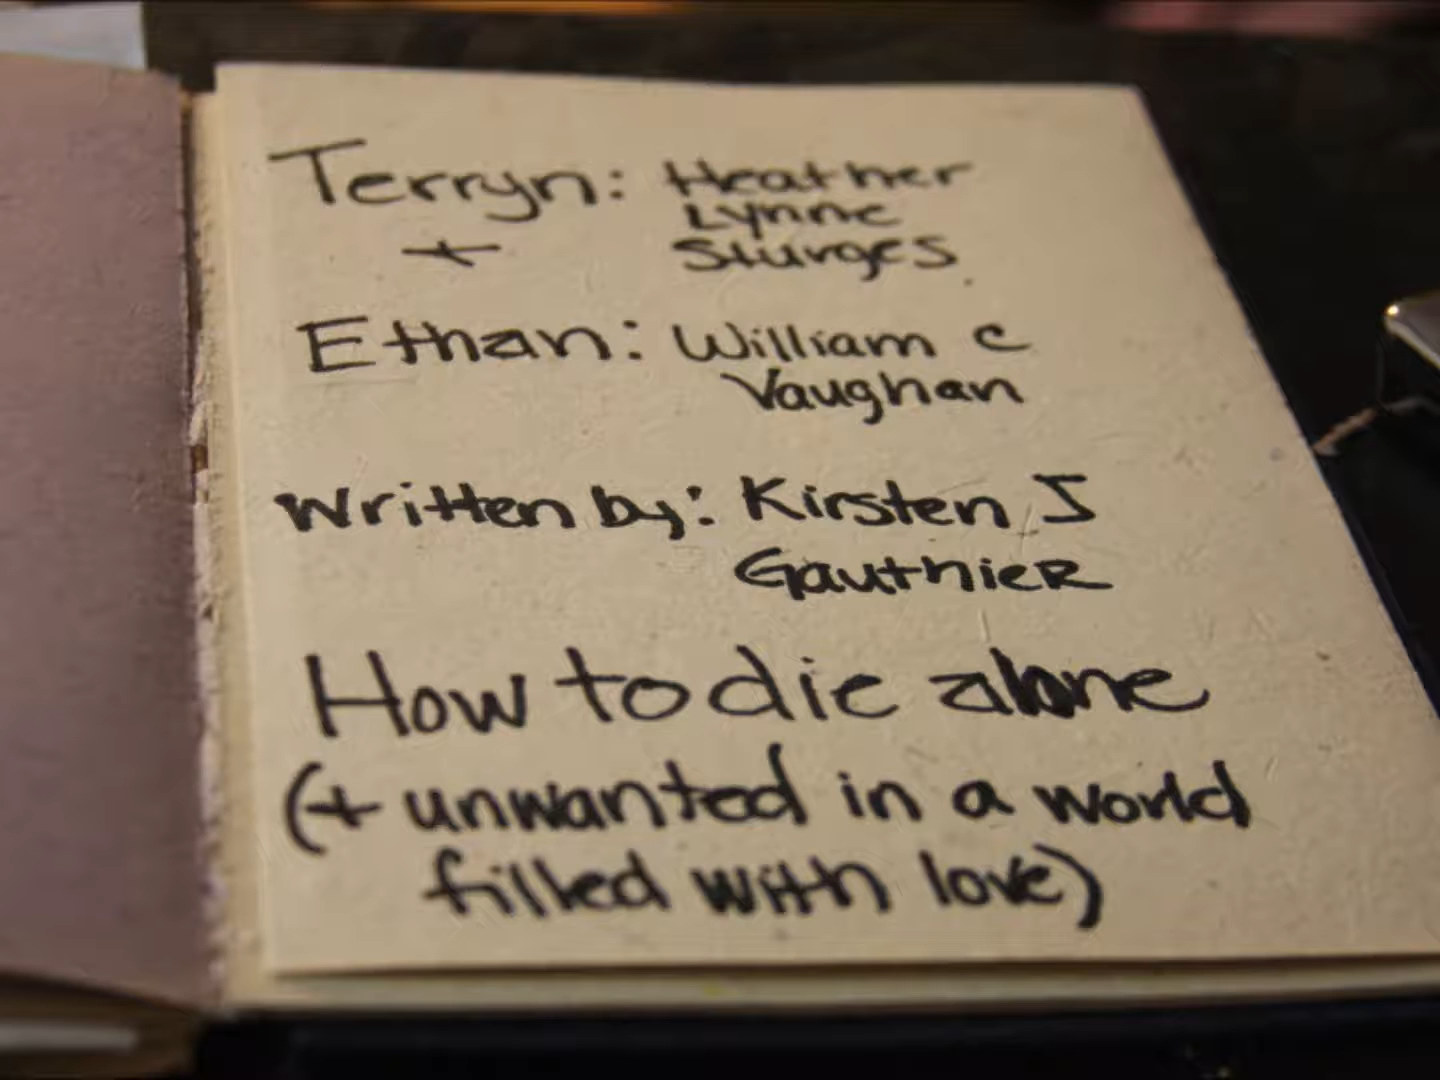 Terryn: Heather
Lynne
+ Sturges
Ethan: William C
Vaughan
Written by: Kirsten J
Gauthier
How to die alone
(+ unwanted in a world
filled with love)